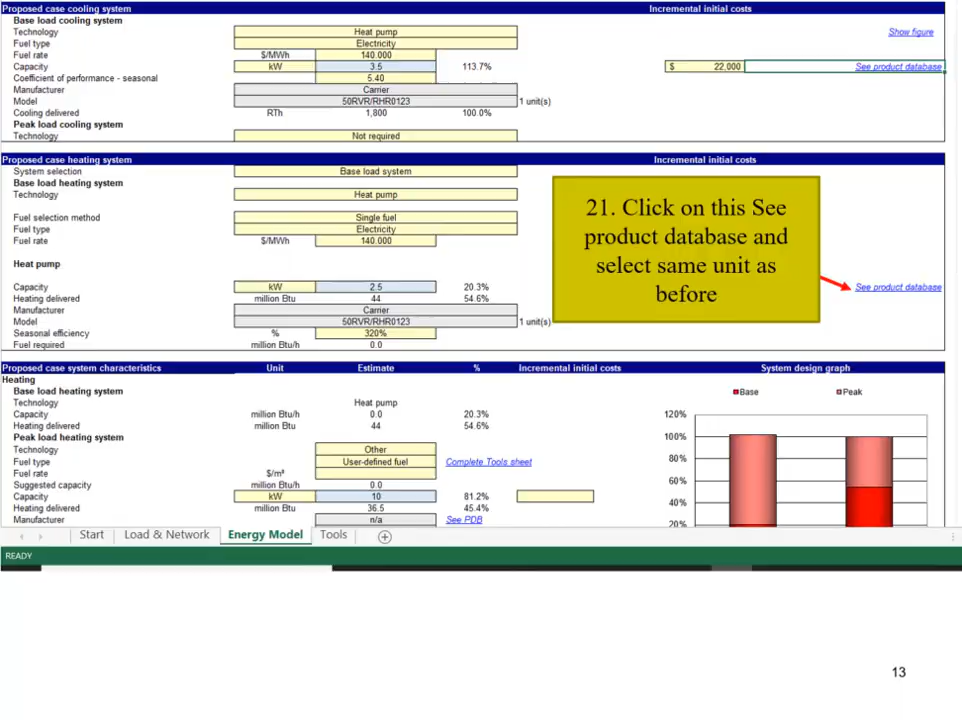 Proposed case cooling system Incremental initial costs
Base load cooling system
Technology Heat pump Show figure
Fuel type Electricity
Fuel rate $/MWh 140.000
Capacity kW 3.5 113.7% $ 22,000 See product database
Coefficient of performance - seasonal 5.40
Manufacturer Carrier
Model 50RVR/RHR0123 1 unit(s)
Cooling delivered RTh 1,800 100.0%
Peak load cooling system
Technology Not required
Proposed case heating system Incremental initial costs
System selection Base load system
Base load heating system
Technology Heat pump
Fuel selection method Single fuel
Fuel type Electricity
Fuel rate $/MWh 140.000
Heat pump
Capacity kW 2.5 20.3% See product database
Heating delivered million Btu 44 54.6%
Manufacturer Carrier
Model 50RVR/RHR0123 1 unit(s)
Seasonal efficiency % 320%
Fuel required million Btu/h 0.0
21. Click on this See
product database and
select same unit as
before
Proposed case system characteristics Unit Estimate % Incremental initial costs System design graph
Heating
Base load heating system
Technology Heat pump
Capacity million Btu/h 0.0 20.3%
Heating delivered million Btu 44 54.6%
Peak load heating system
Technology Other
Fuel type User-defined fuel Complete Tools sheet
Fuel rate $/m³
Suggested capacity million Btu/h 0.0
Capacity kW 10 81.2%
Heating delivered million Btu 36.5 45.4%
Manufacturer n/a See PDB
Base Peak
120%
100%
80%
60%
40%
20%
Start Load & Network Energy Model Tools
READY
13